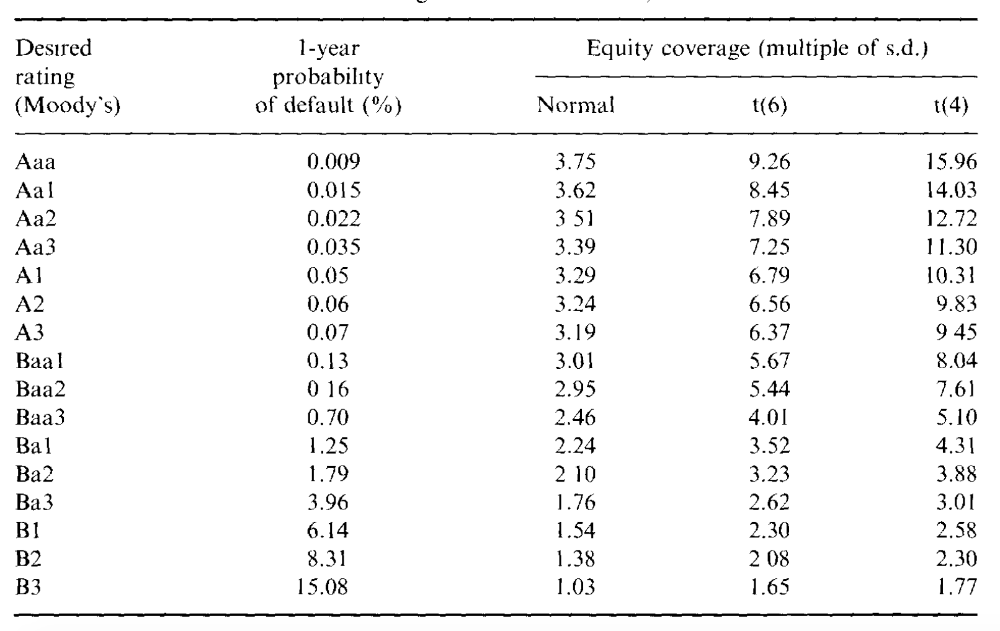 Desired 1-year Equity coverage (multiple of s.d.)
rating probability
(Moody's) of default (%) Normal t(6) t(4)
Aaa 0.009 3.75 9.26 15.96
Aa1 0.015 3.62 8.45 14.03
Aa2 0.022 3 51 7.89 12.72
Aa3 0.035 3.39 7.25 11.30
A1 0.05 3.29 6.79 10.31
A2 0.06 3.24 6.56 9.83
A3 0.07 3.19 6.37 9 45
Baa1 0.13 3.01 5.67 8.04
Baa2 0 16 2.95 5.44 7.61
Baa3 0.70 2.46 4.01 5.10
Ba1 1.25 2.24 3.52 4.31
Ba2 1.79 2 10 3.23 3.88
Ba3 3.96 1.76 2.62 3.01
B1 6.14 1.54 2.30 2.58
B2 8.31 1.38 2 08 2.30
B3 15.08 1.03 1.65 1.77